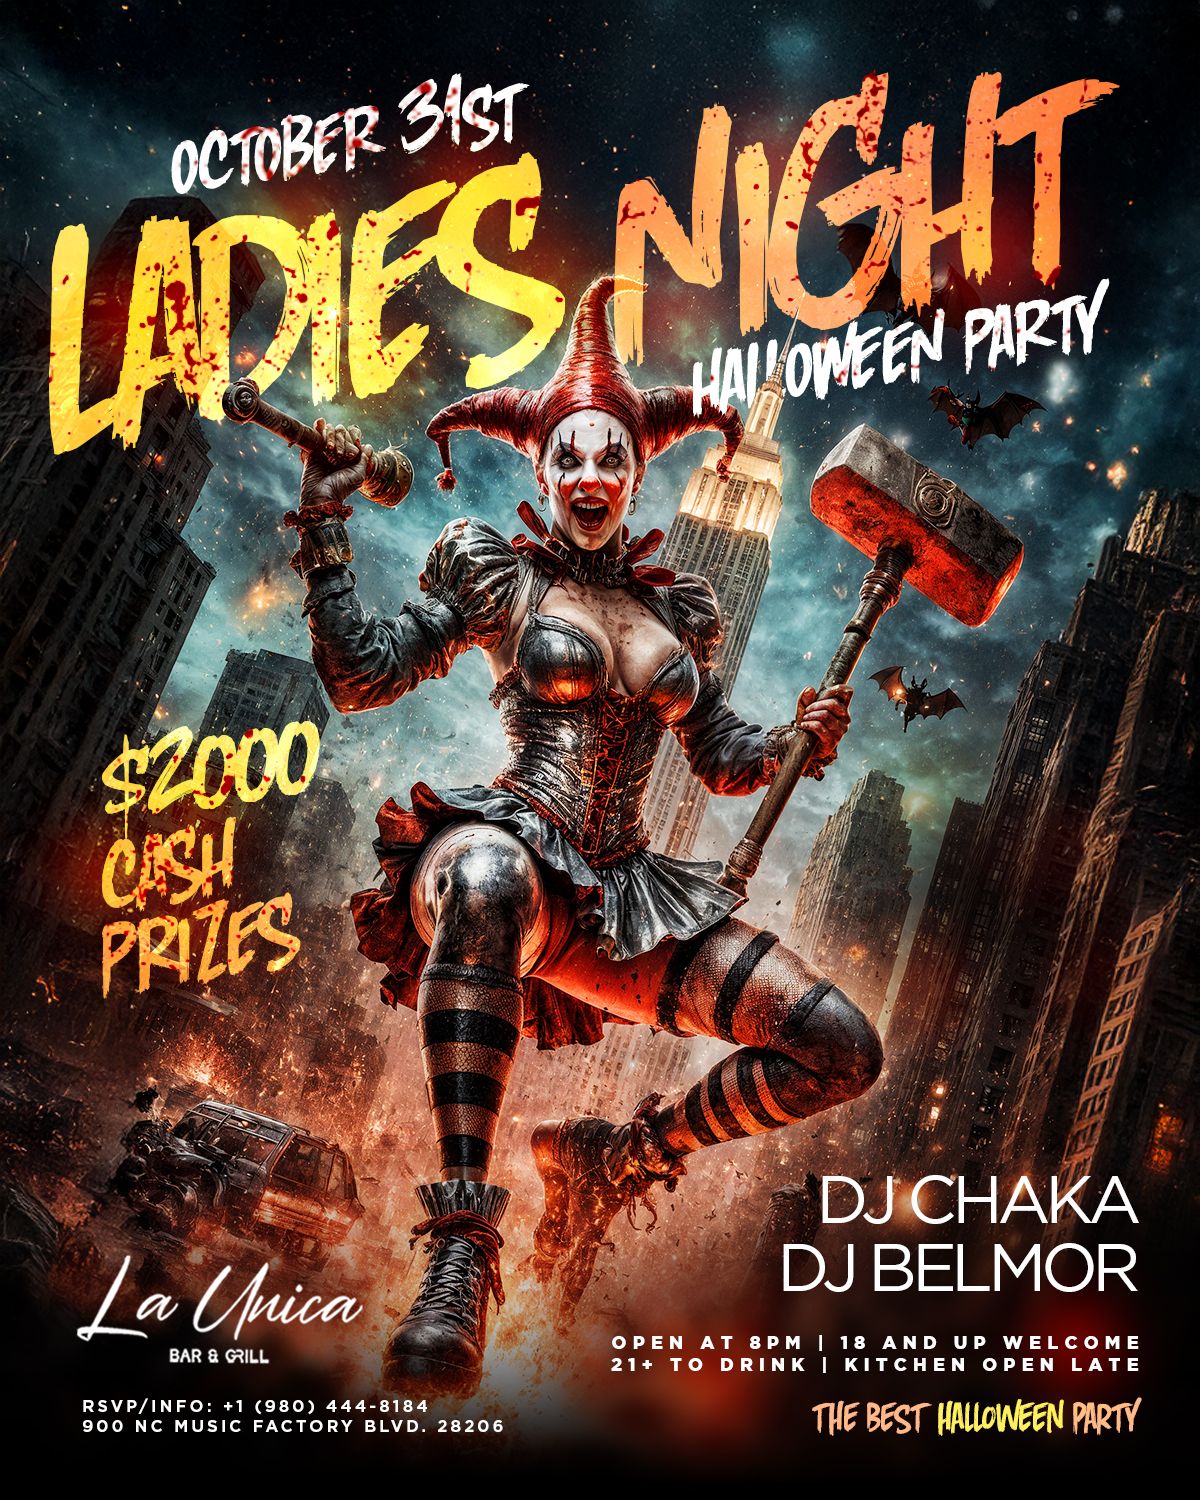 OCTOBER 31ST
LADIES NIGHT
HALLOWEEN PARTY
$2000
CASH
PRIZES
DJ CHAKA
DJ BELMOR
La Unica
BAR & GRILL
OPEN AT 8PM | 18 AND UP WELCOME
21+ TO DRINK | KITCHEN OPEN LATE
RSVP/INFO: +1 (980) 444-8184
900 NC MUSIC FACTORY BLVD. 28206
THE BEST HALLOWEEN PARTY